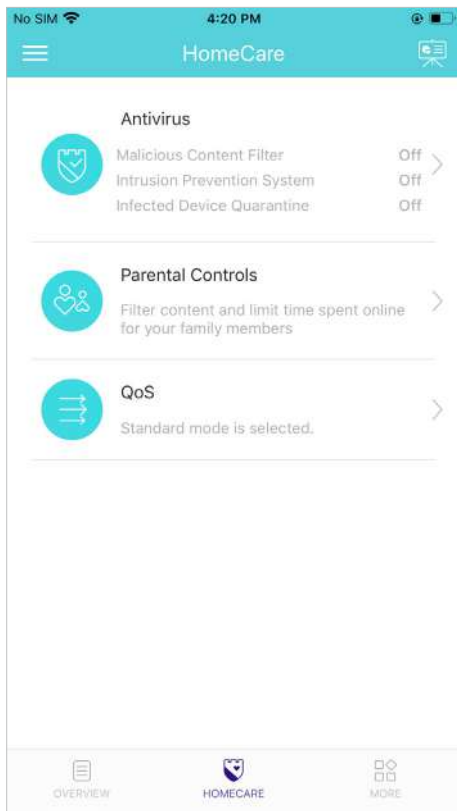 No SIM 4:20 PM
HomeCare
Antivirus
Malicious Content Filter Off
Intrusion Prevention System Off
Infected Device Quarantine Off
Parental Controls
Filter content and limit time spent online
for your family members
QoS
Standard mode is selected.
OVERVIEW HOMECARE MORE